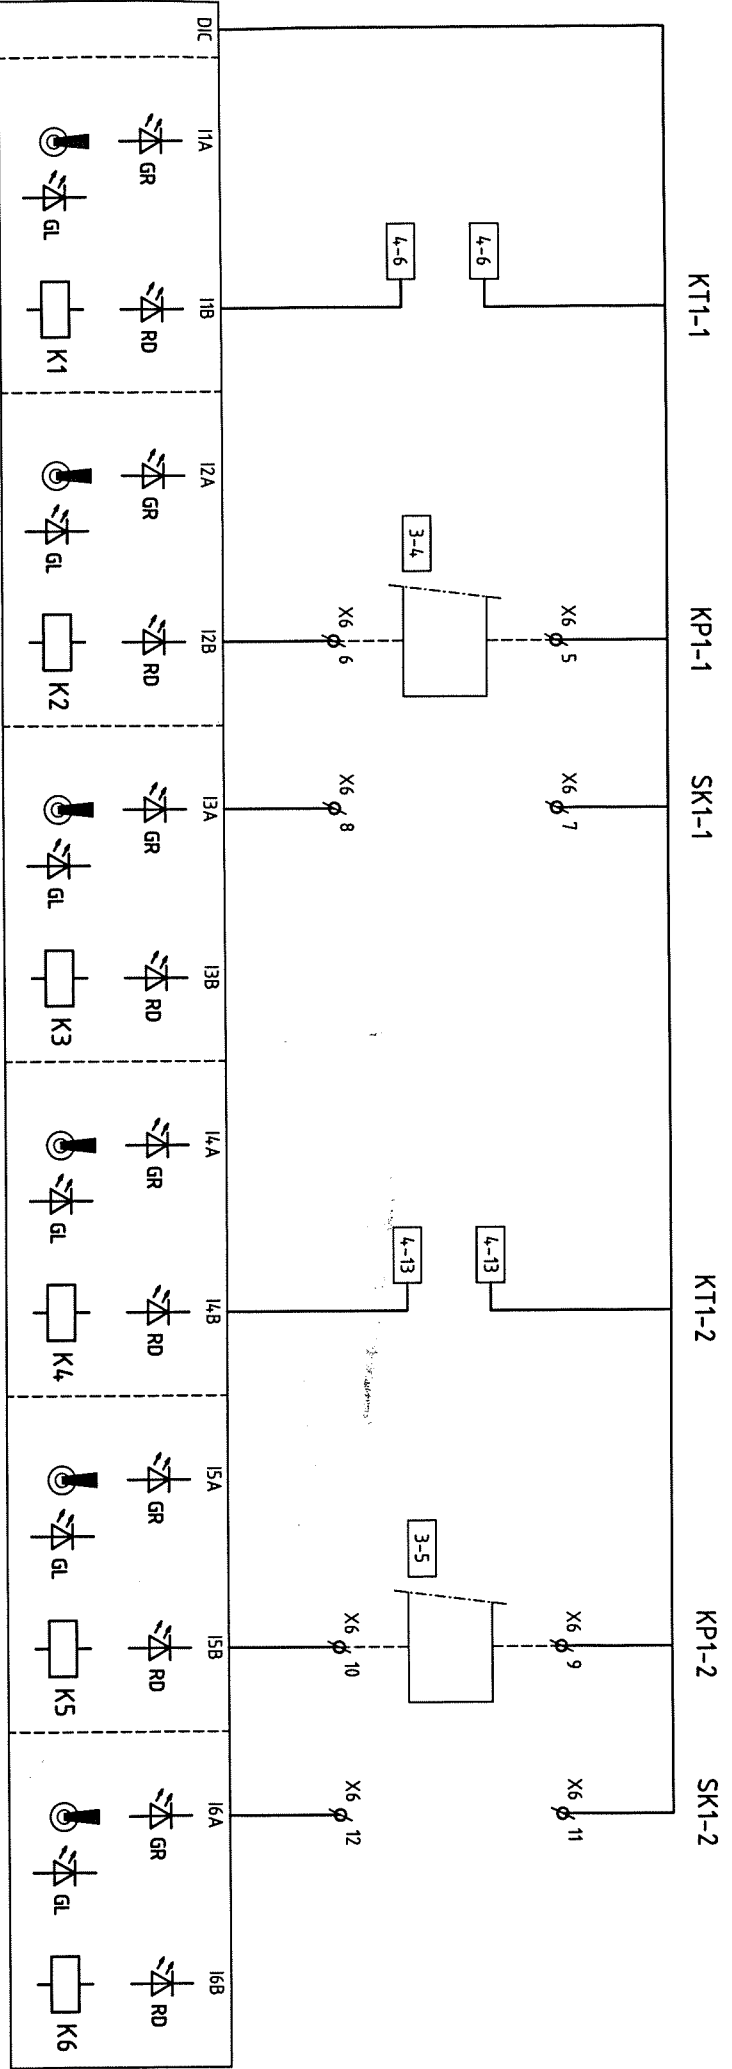 KT1-1
KP1-1
SK1-1
KT1-2
KP1-2
SK1-2
4-6
X6
5
X6
7
4-13
X6
9
X6
11
4-6
3-4
X6
6
X6
8
4-13
3-5
X6
10
X6
12
DIC
I1A
I1B
I2A
I2B
I3A
I3B
I4A
I4B
I5A
I5B
I6A
I6B
GR
RD
GR
RD
GR
RD
GR
RD
GR
RD
GR
RD
GL
K1
GL
K2
GL
K3
GL
K4
GL
K5
GL
K6